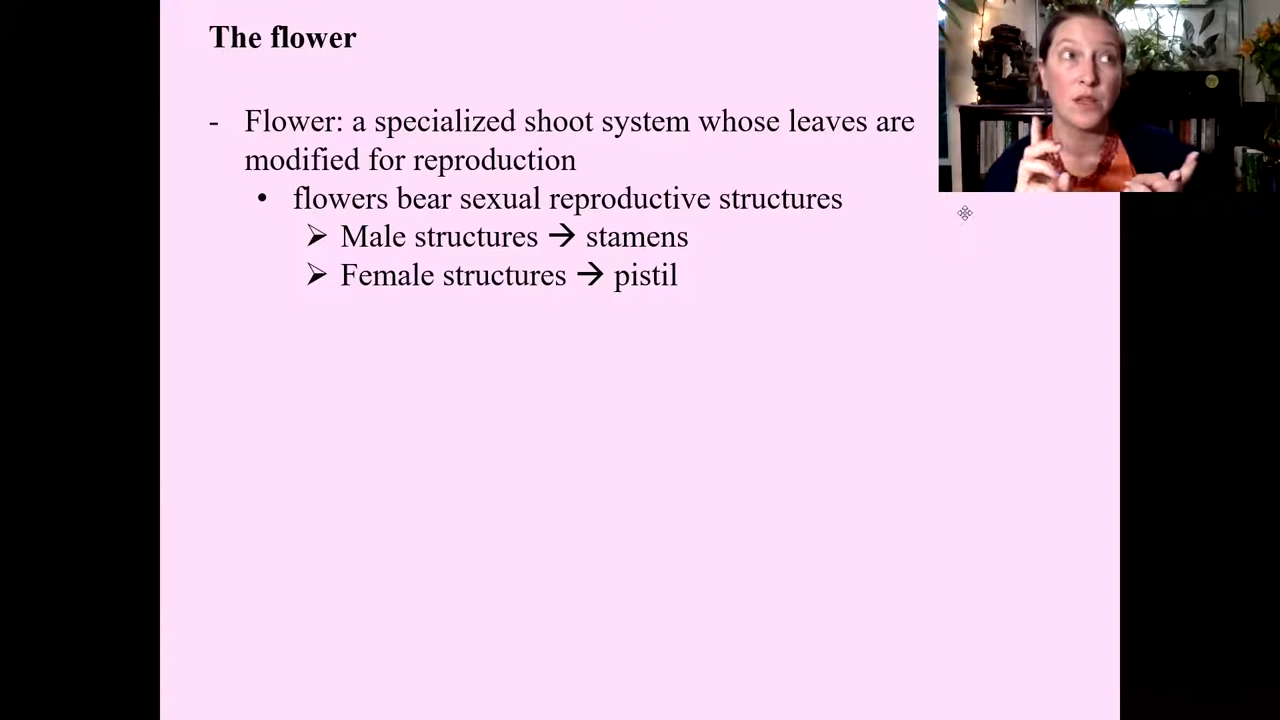 The flower
- Flower: a specialized shoot system whose leaves are
modified for reproduction
• flowers bear sexual reproductive structures
➢ Male structures → stamens
➢ Female structures → pistil